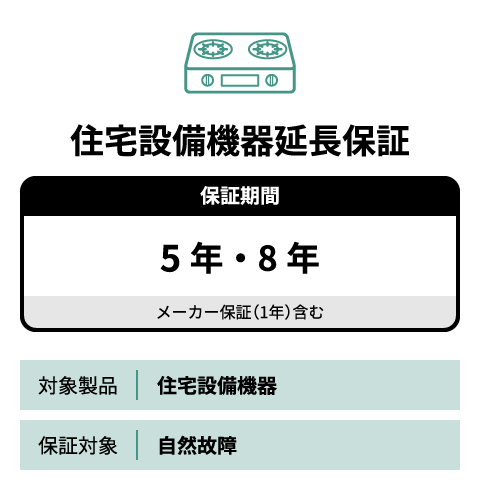 住宅設備機器延長保証
保証期間
5年・8年
メーカー保証(1年)含む
対象製品 住宅設備機器
保証対象 自然故障